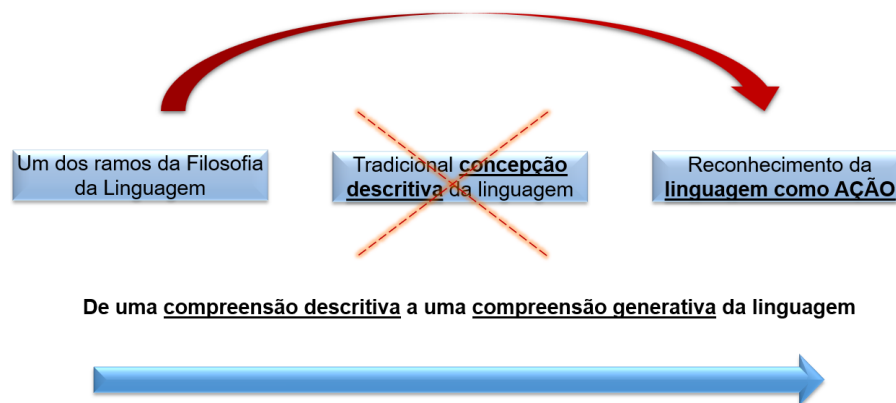 Um dos ramos da Filosofia
da Linguagem
Tradicional concepção
descritiva da linguagem
Reconhecimento da
linguagem como AÇÃO
De uma compreensão descritiva a uma compreensão generativa da linguagem